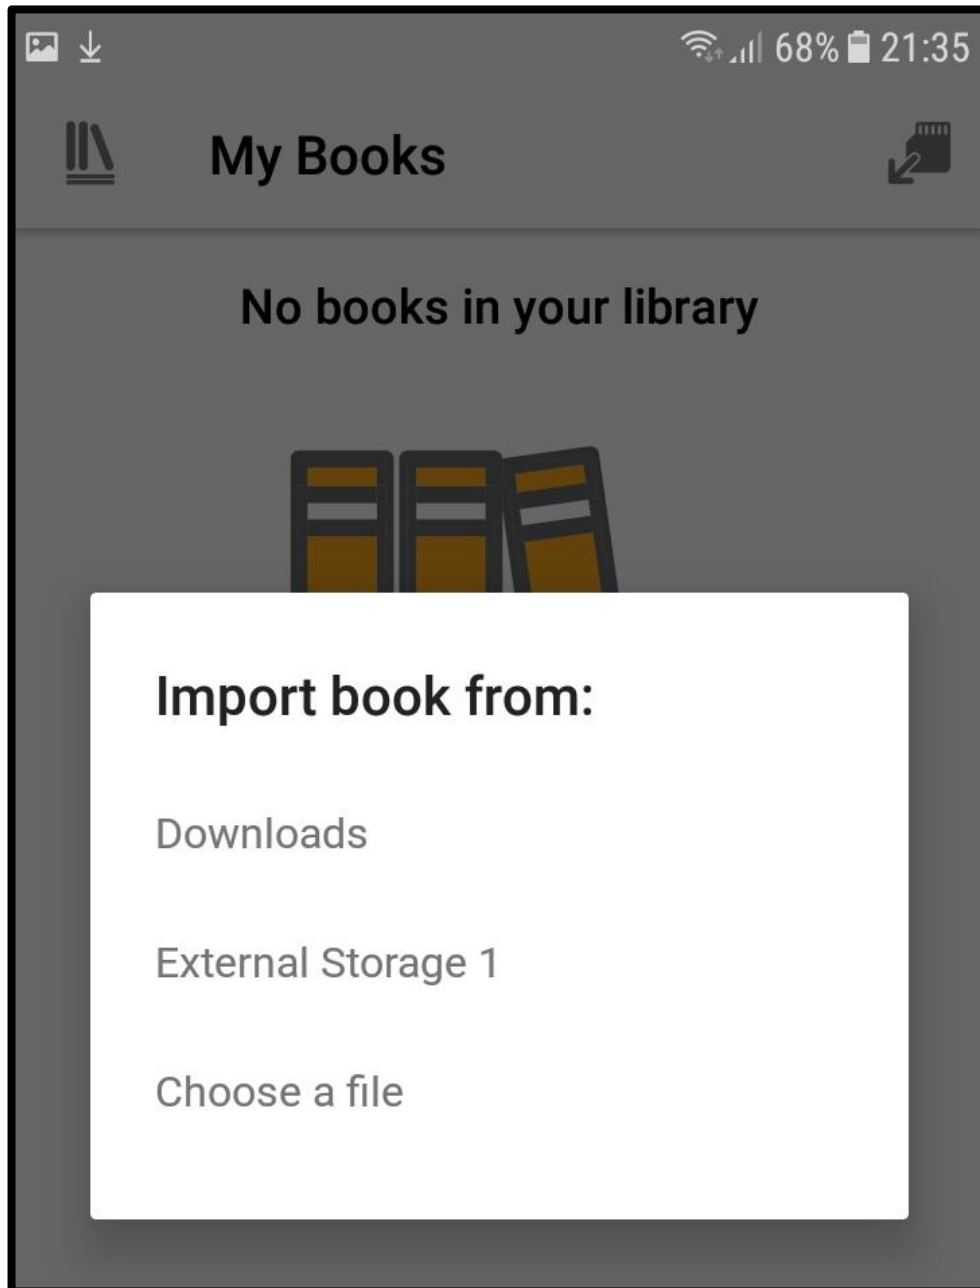 68% 21:35
My Books
No books in your library
Import book from:
Downloads
External Storage 1
Choose a file